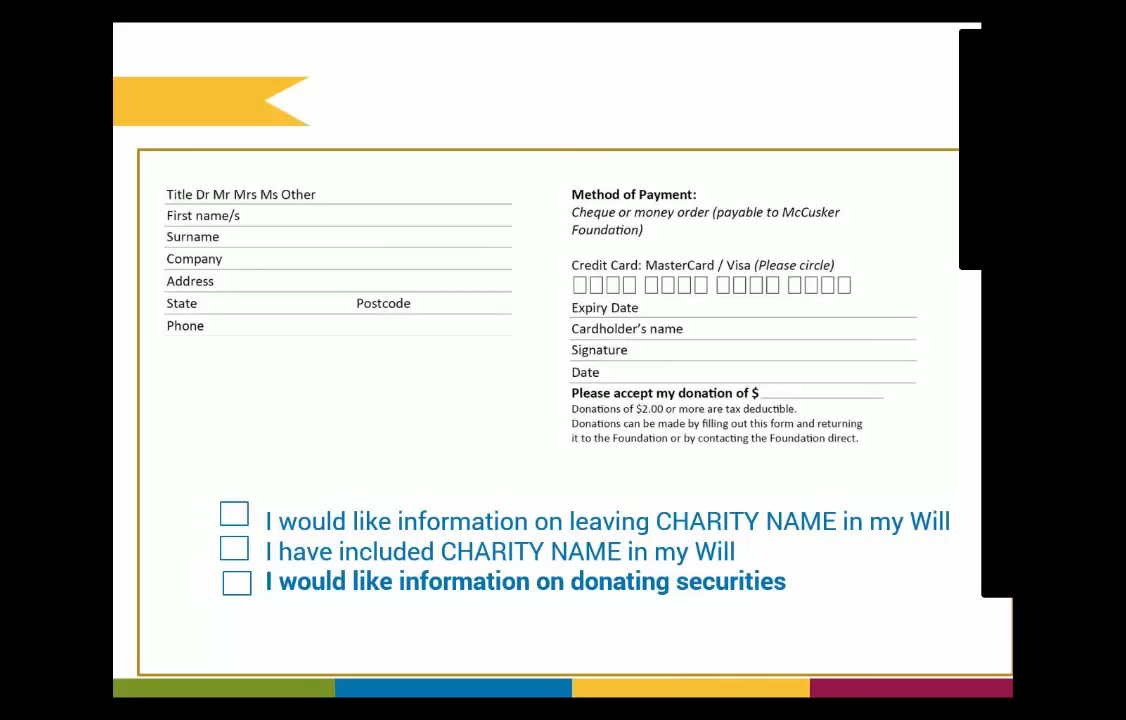 Title Dr Mr Mrs Ms Other
First name/s
Surname
Company
Address
State Postcode
Phone
Method of Payment:
Cheque or money order (payable to McCusker
Foundation)
Credit Card: MasterCard / Visa (Please circle)
Expiry Date
Cardholder’s name
Signature
Date
Please accept my donation of $
Donations of $2.00 or more are tax deductible.
Donations can be made by filling out this form and returning
it to the Foundation or by contacting the Foundation direct.
I would like information on leaving CHARITY NAME in my Will
I have included CHARITY NAME in my Will
I would like information on donating securities